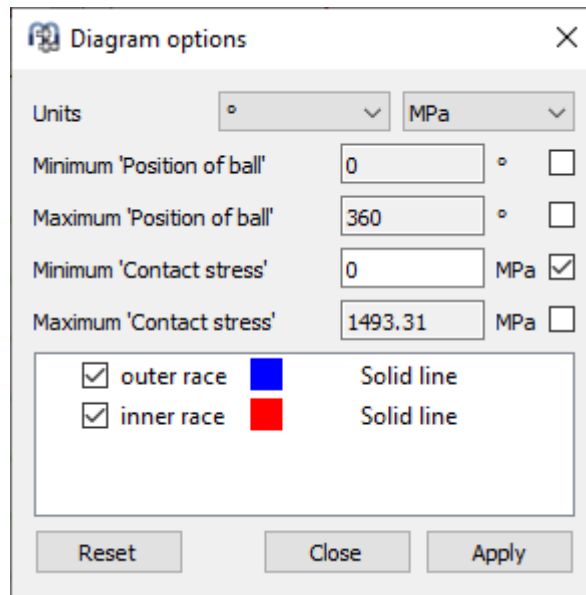 Diagram options
Units ° MPa
Minimum 'Position of ball' 0 °
Maximum 'Position of ball' 360 °
Minimum 'Contact stress' 0 MPa
Maximum 'Contact stress' 1493.31 MPa
outer race Solid line
inner race Solid line
Reset Close Apply